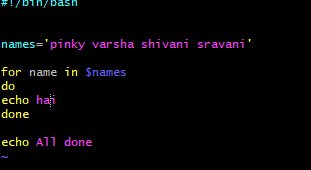 #!/bin/bash
names='pinky varsha shivani sravani'
for name in $names
do
echo hai
done
echo All done
~